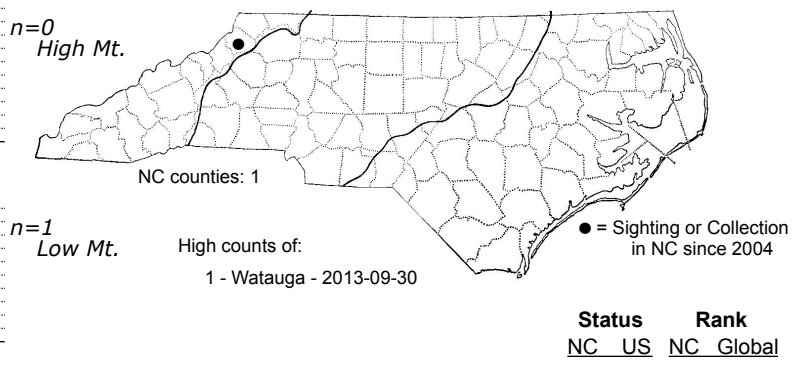 n=0
High Mt.
NC counties: 1
n=1
Low Mt.
High counts of:
1 - Watauga - 2013-09-30
● = Sighting or Collection
in NC since 2004
Status Rank
NC US NC Global